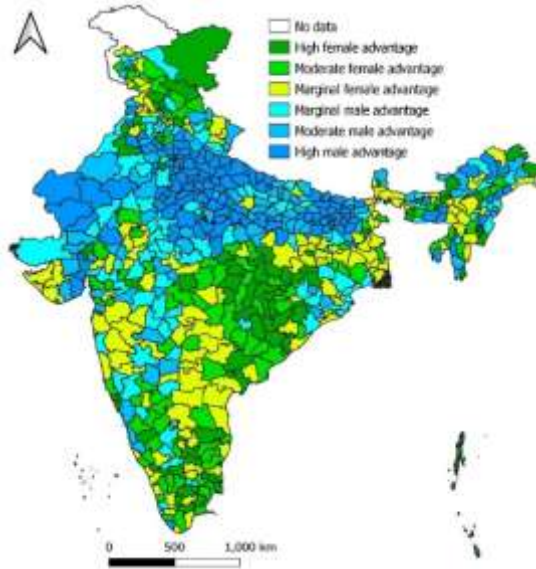 No data
High female advantage
Moderate female advantage
Marginal female advantage
Marginal male advantage
Moderate male advantage
High male advantage
0 500 1,000 km